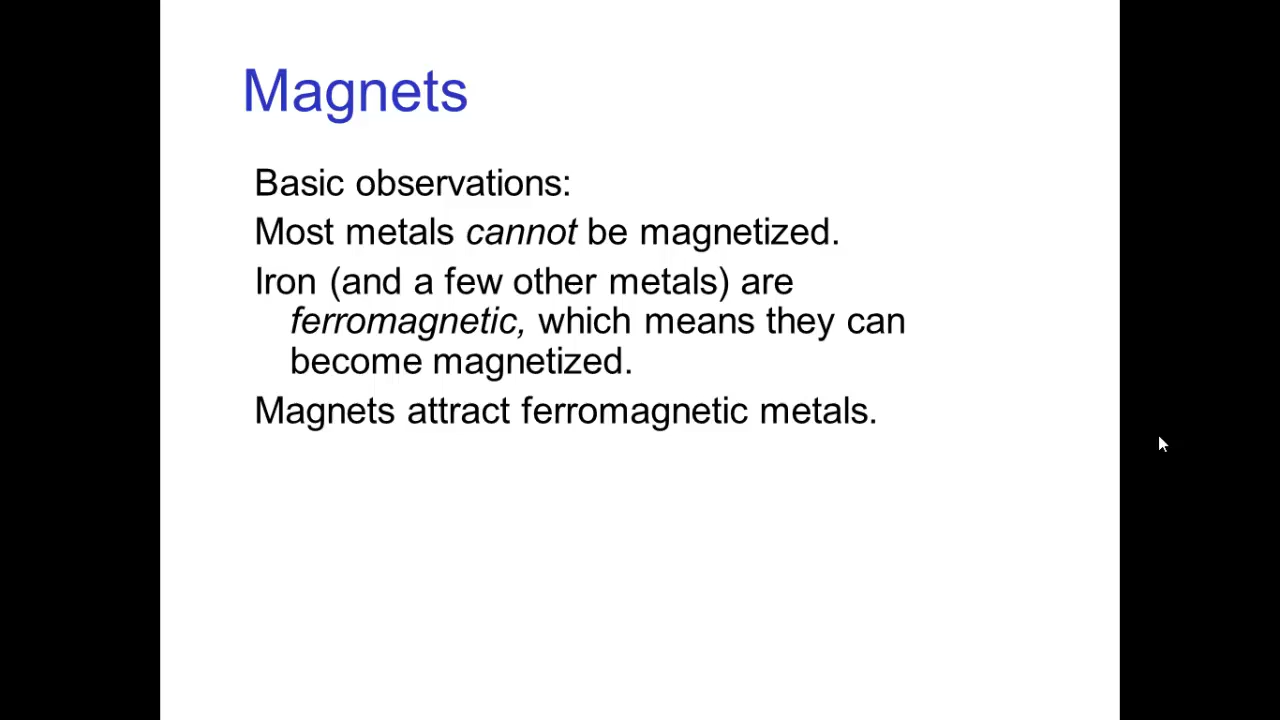 Magnets
Basic observations:
Most metals cannot be magnetized.
Iron (and a few other metals) are
ferromagnetic, which means they can
become magnetized.
Magnets attract ferromagnetic metals.